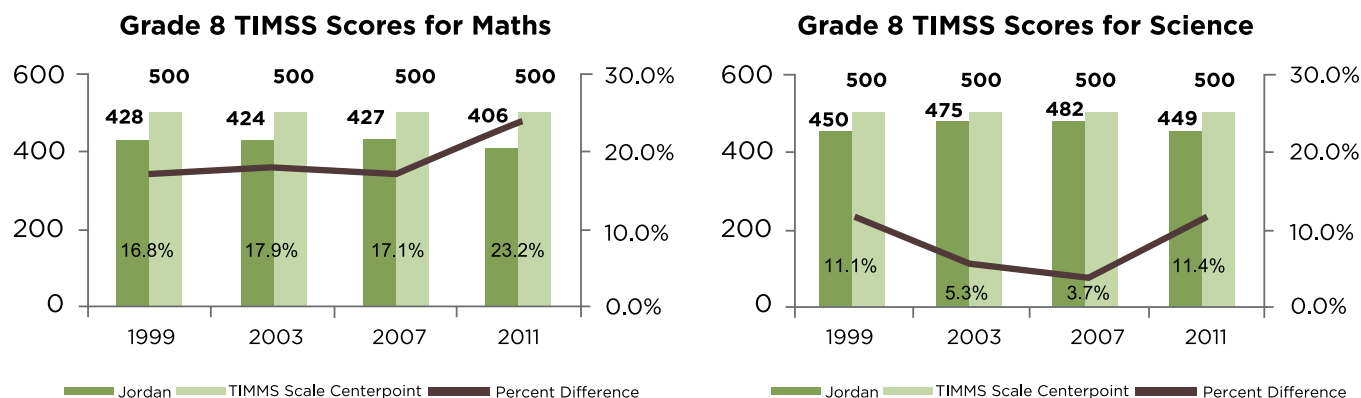 Grade 8 TIMSS Scores for Maths
600 500 500 500 500 30.0%
428 424 427 406
400 20.0%
200 16.8% 17.9% 17.1% 23.2% 10.0%
0 0.0%
1999 2003 2007 2011
Jordan TIMMS Scale Centerpoint Percent Difference
Grade 8 TIMSS Scores for Science
600 500 500 500 500 30.0%
450 475 482 449
400 20.0%
200 10.0%
11.1% 11.4%
5.3% 3.7%
0 0.0%
1999 2003 2007 2011
Jordan TIMMS Scale Centerpoint Percent Difference